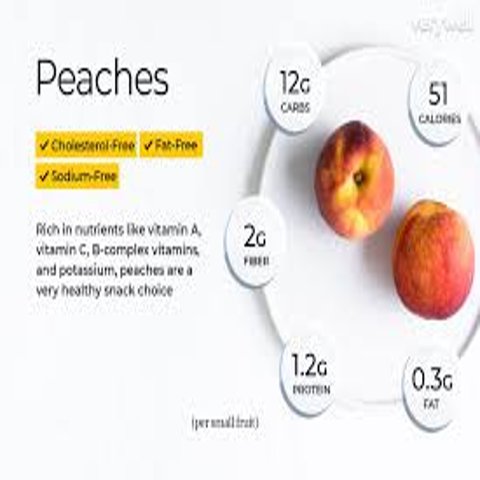 verywell
Peaches
✓ Cholesterol-Free ✓ Fat-Free
✓ Sodium-Free
Rich in nutrients like vitamin A,
vitamin C, B-complex vitamins,
and potassium, peaches are a
very healthy snack choice
12G
CARBS
51
CALORIES
2G
FIBER
1.2G
PROTEIN
0.3G
FAT
(per small fruit)